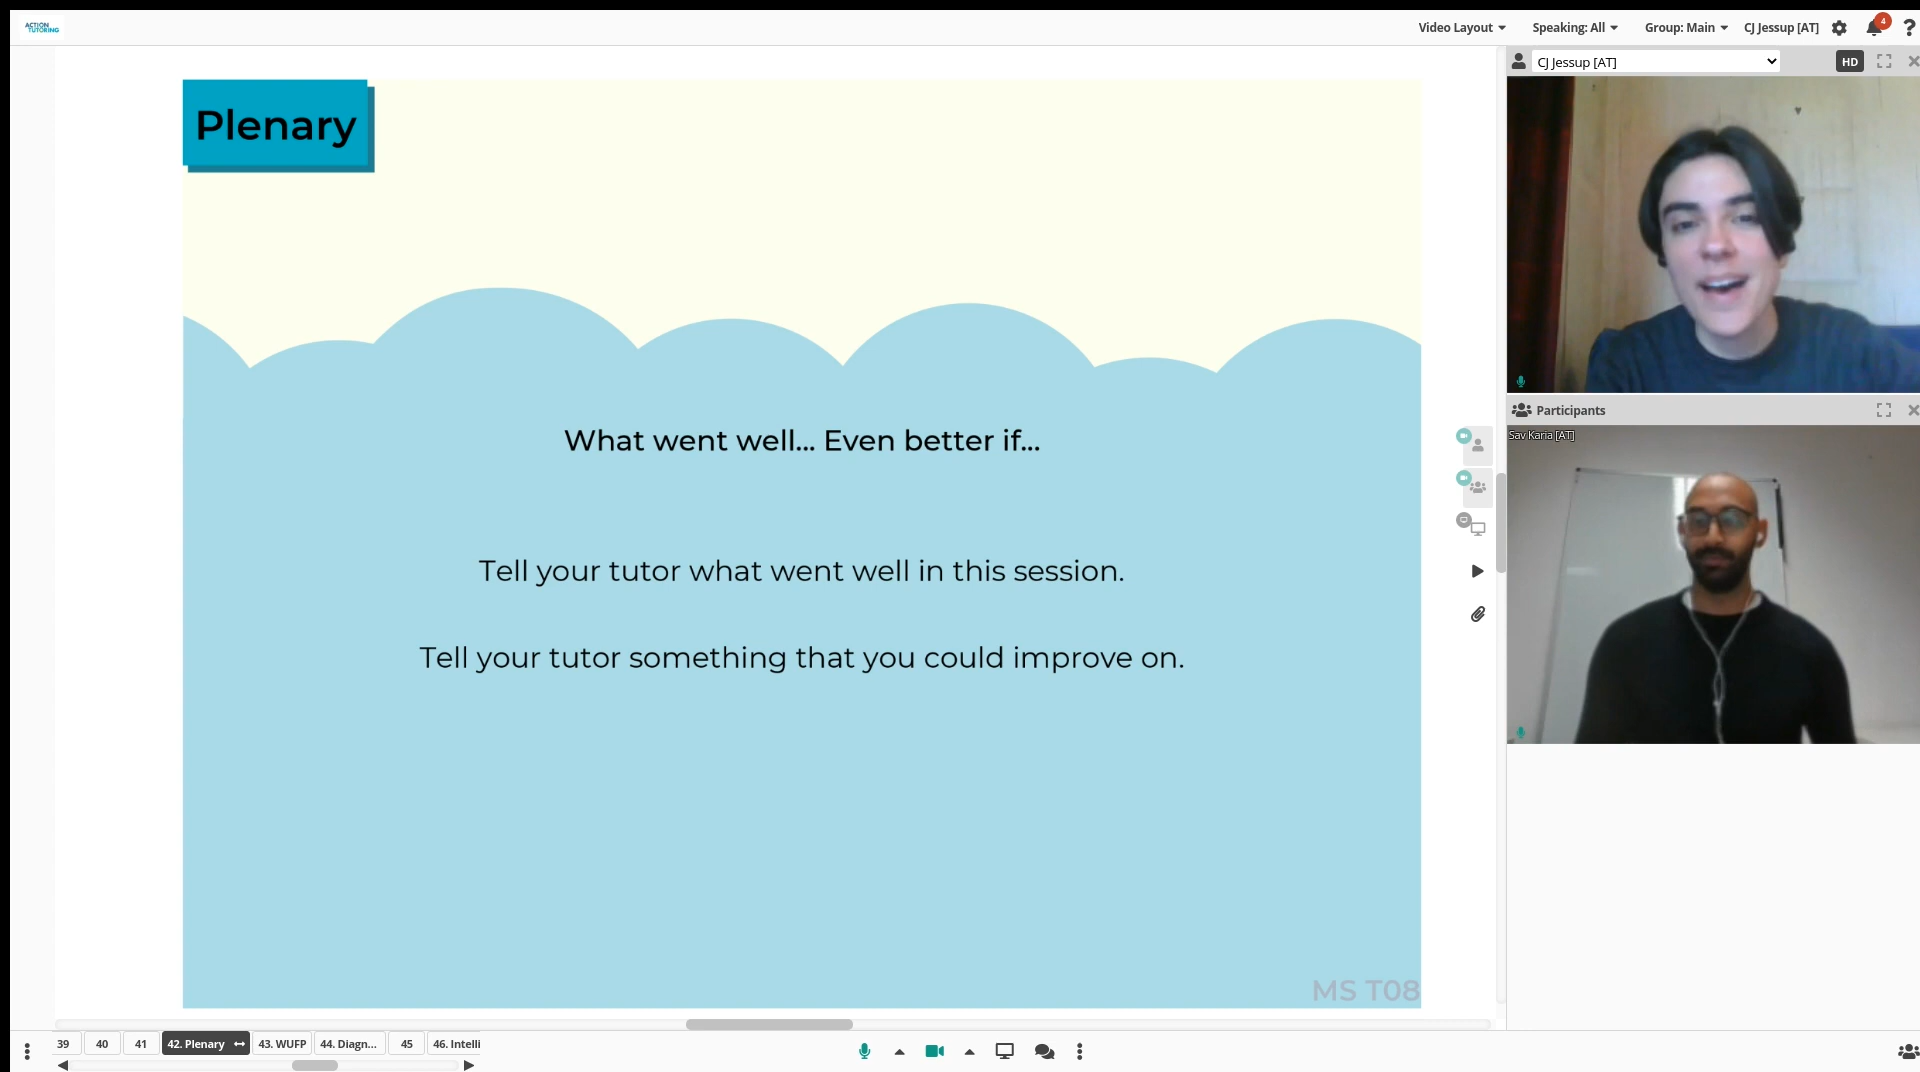 ACTION
TUTORING
Video Layout
Speaking: All
Group: Main
CJ Jessup [AT]
4
?
CJ Jessup [AT]
HD
Plenary
What went well... Even better if...
Tell your tutor what went well in this session.
Tell your tutor something that you could improve on.
MS T08
Participants
Sav Karia [AT]
39
40
41
42. Plenary
43. WUFP
44. Diagn...
45
46. Intelli